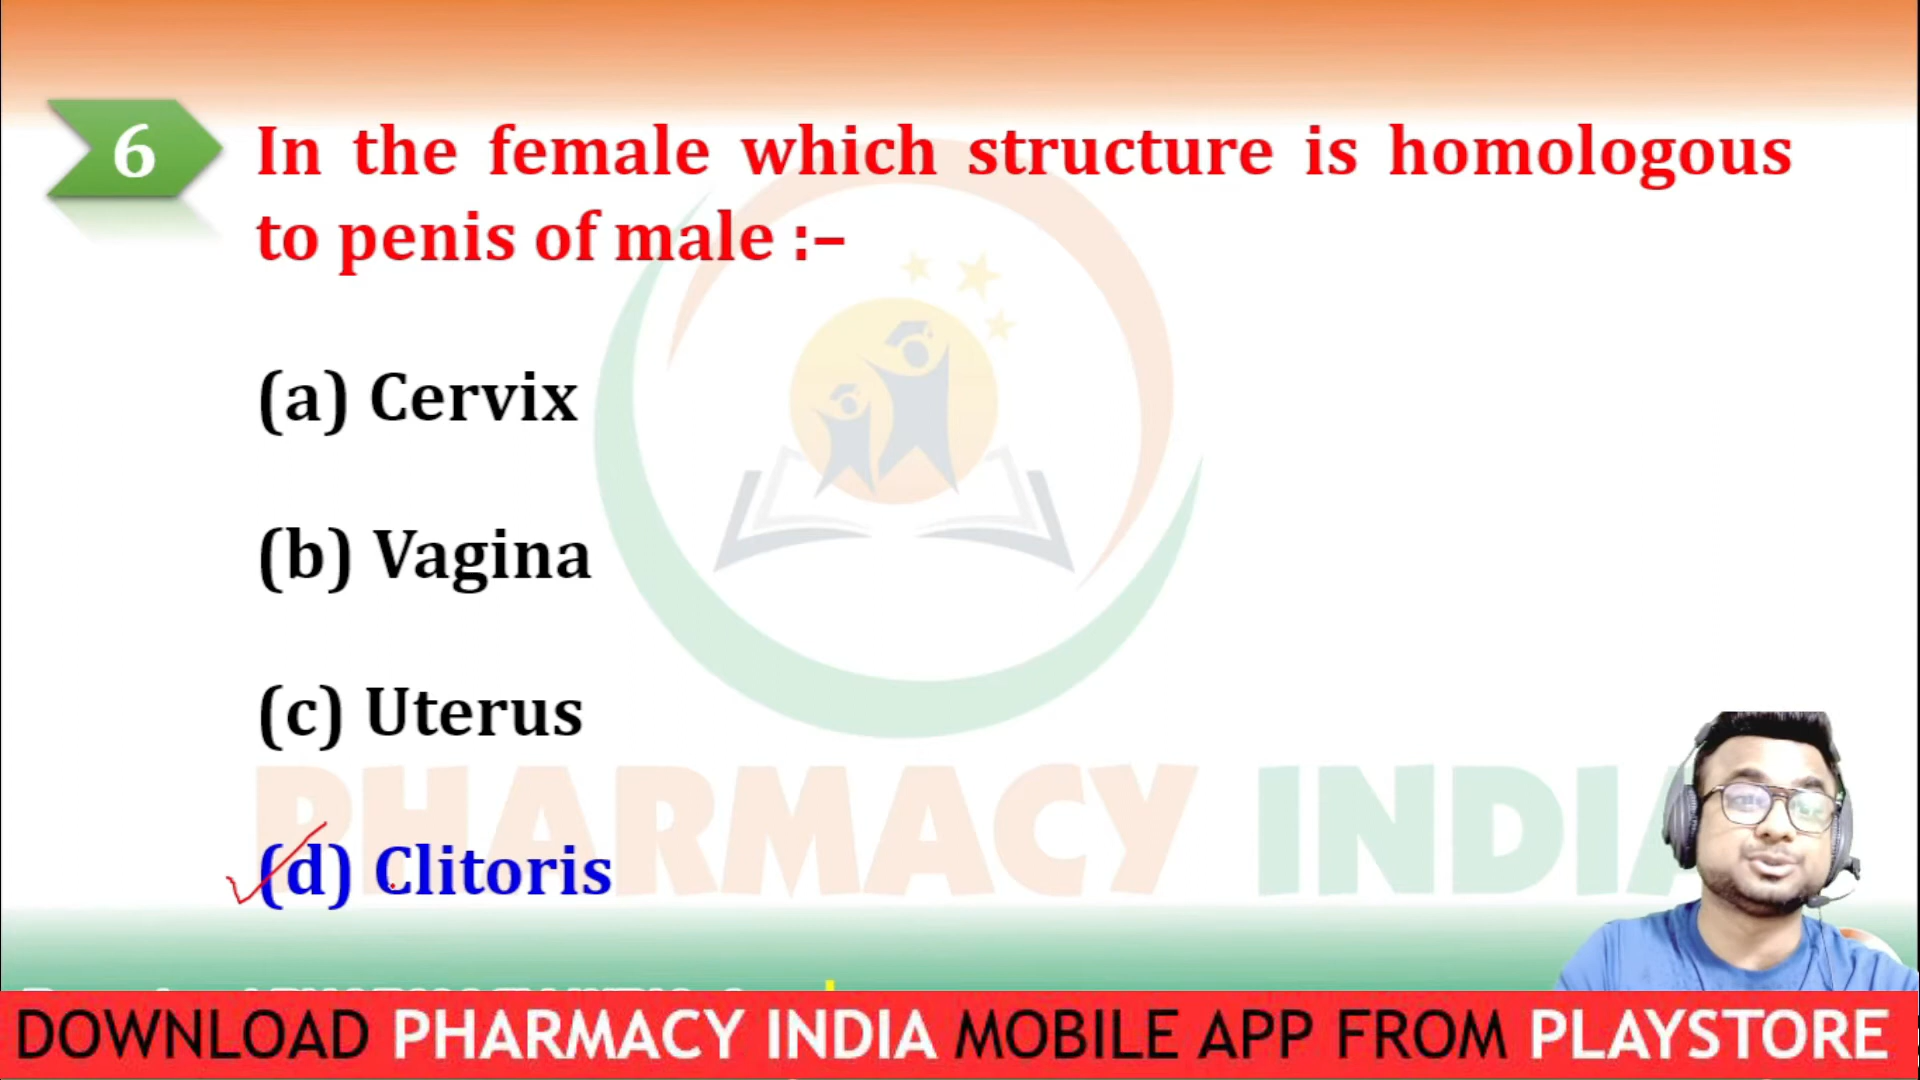 6
In the female which structure is homologous
to penis of male :–
(a) Cervix
(b) Vagina
(c) Uterus
(d) Clitoris
PHARMACY INDIA
DOWNLOAD PHARMACY INDIA MOBILE APP FROM PLAYSTORE